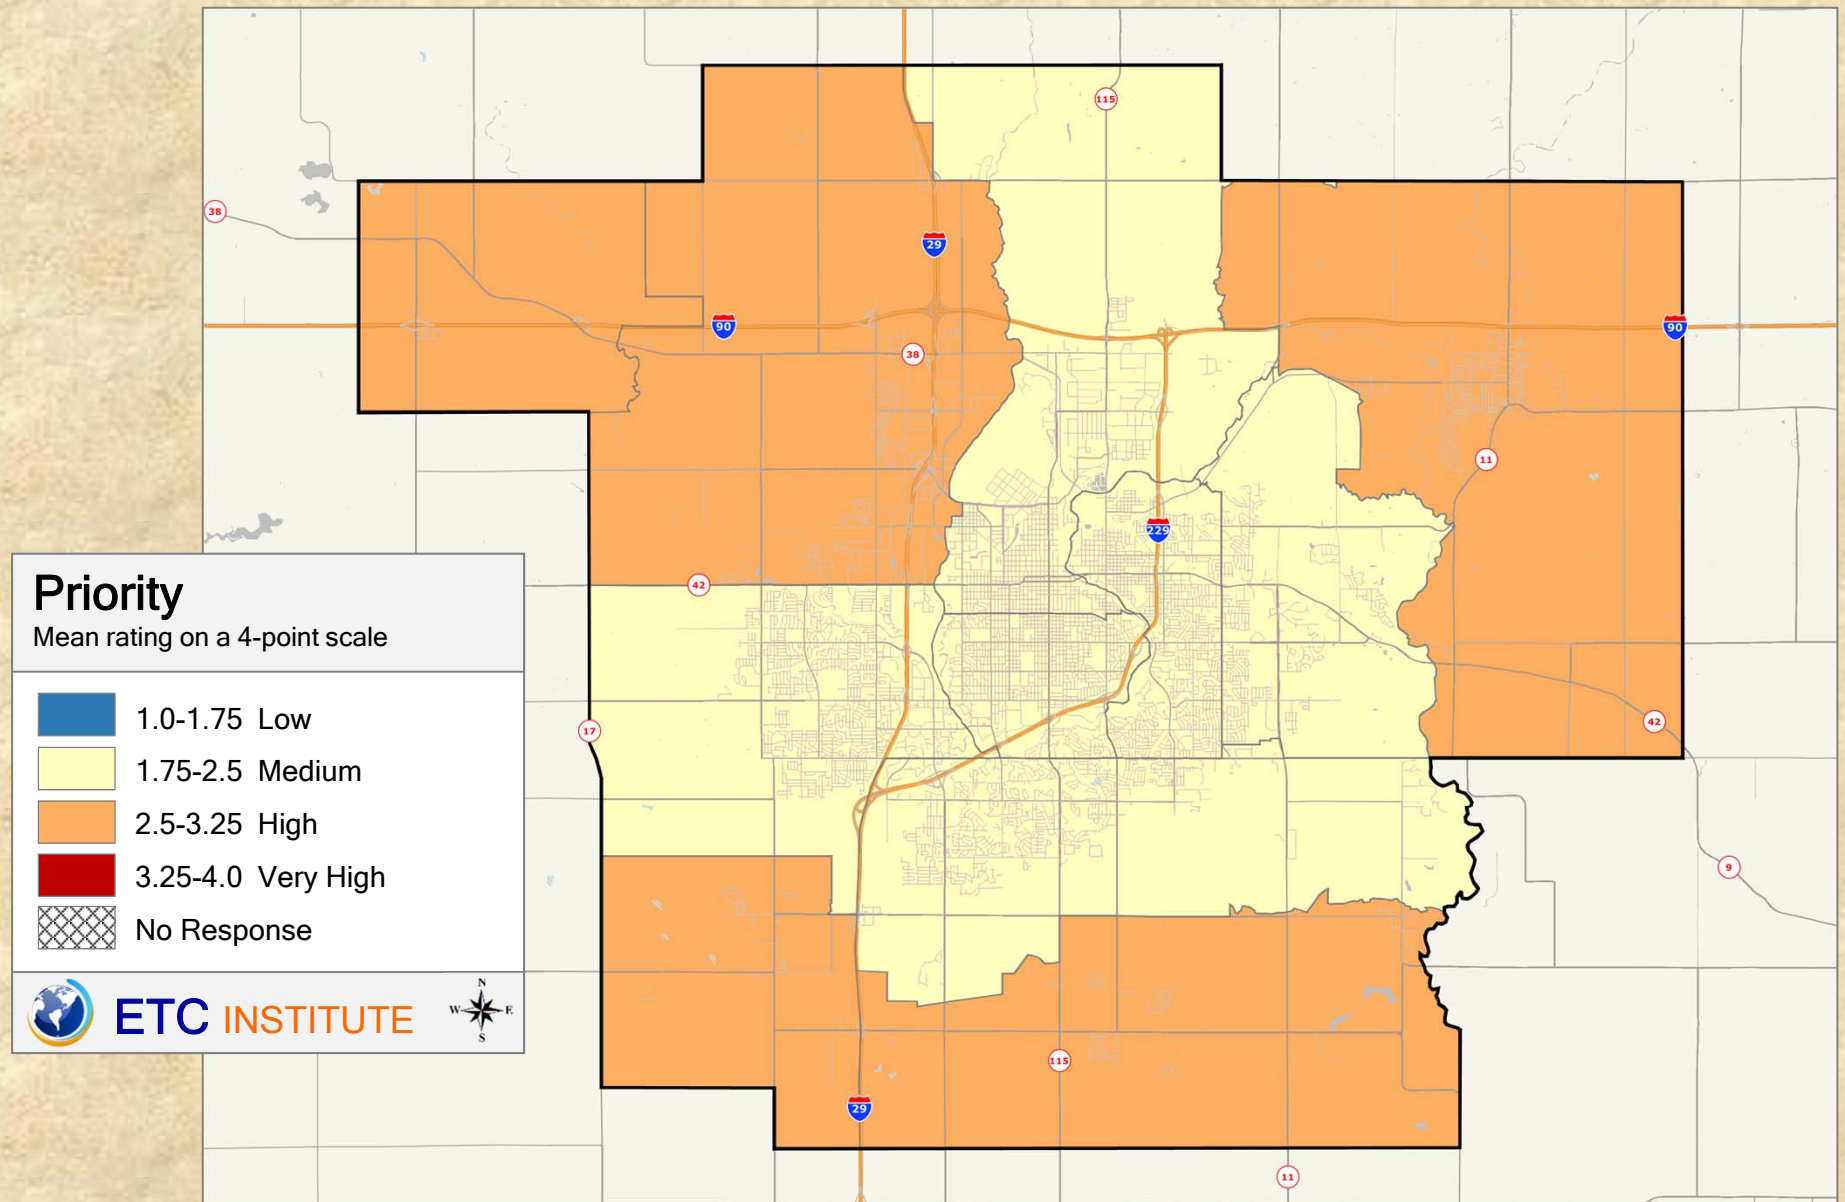 115
38
29
90
90
38
11
229
42
Priority
Mean rating on a 4-point scale
1.0-1.75 Low
1.75-2.5 Medium
2.5-3.25 High
3.25-4.0 Very High
No Response
ETC INSTITUTE
N
W E
S
17
42
9
115
29
11